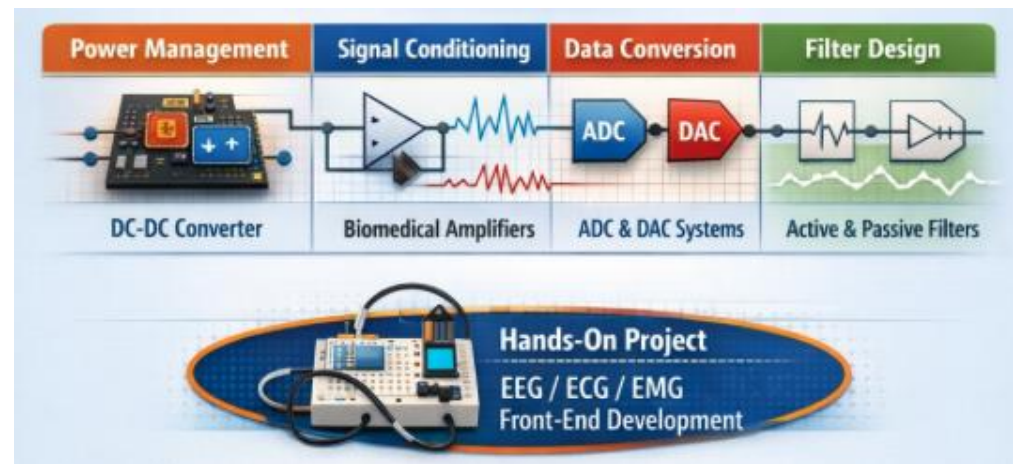 Power Management
Signal Conditioning
Data Conversion
Filter Design
ADC
DAC
DC-DC Converter
Biomedical Amplifiers
ADC & DAC Systems
Active & Passive Filters
Hands-On Project
EEG / ECG / EMG
Front-End Development